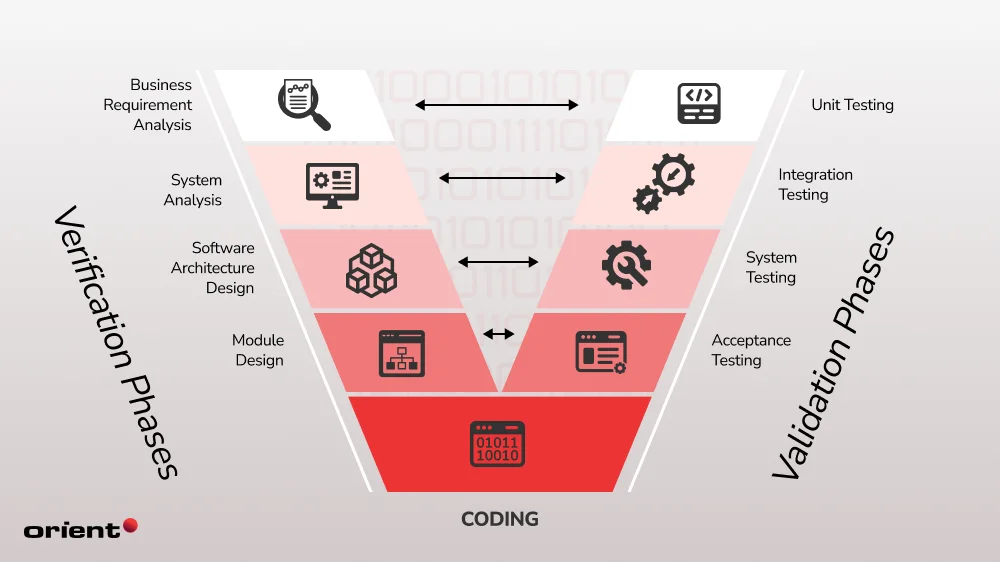 Business
Requirement
Analysis
Unit Testing
System
Analysis
Integration
Testing
Software
Architecture
Design
System
Testing
Module
Design
Acceptance
Testing
Verification Phases
Validation Phases
01011
10010
CODING
orient